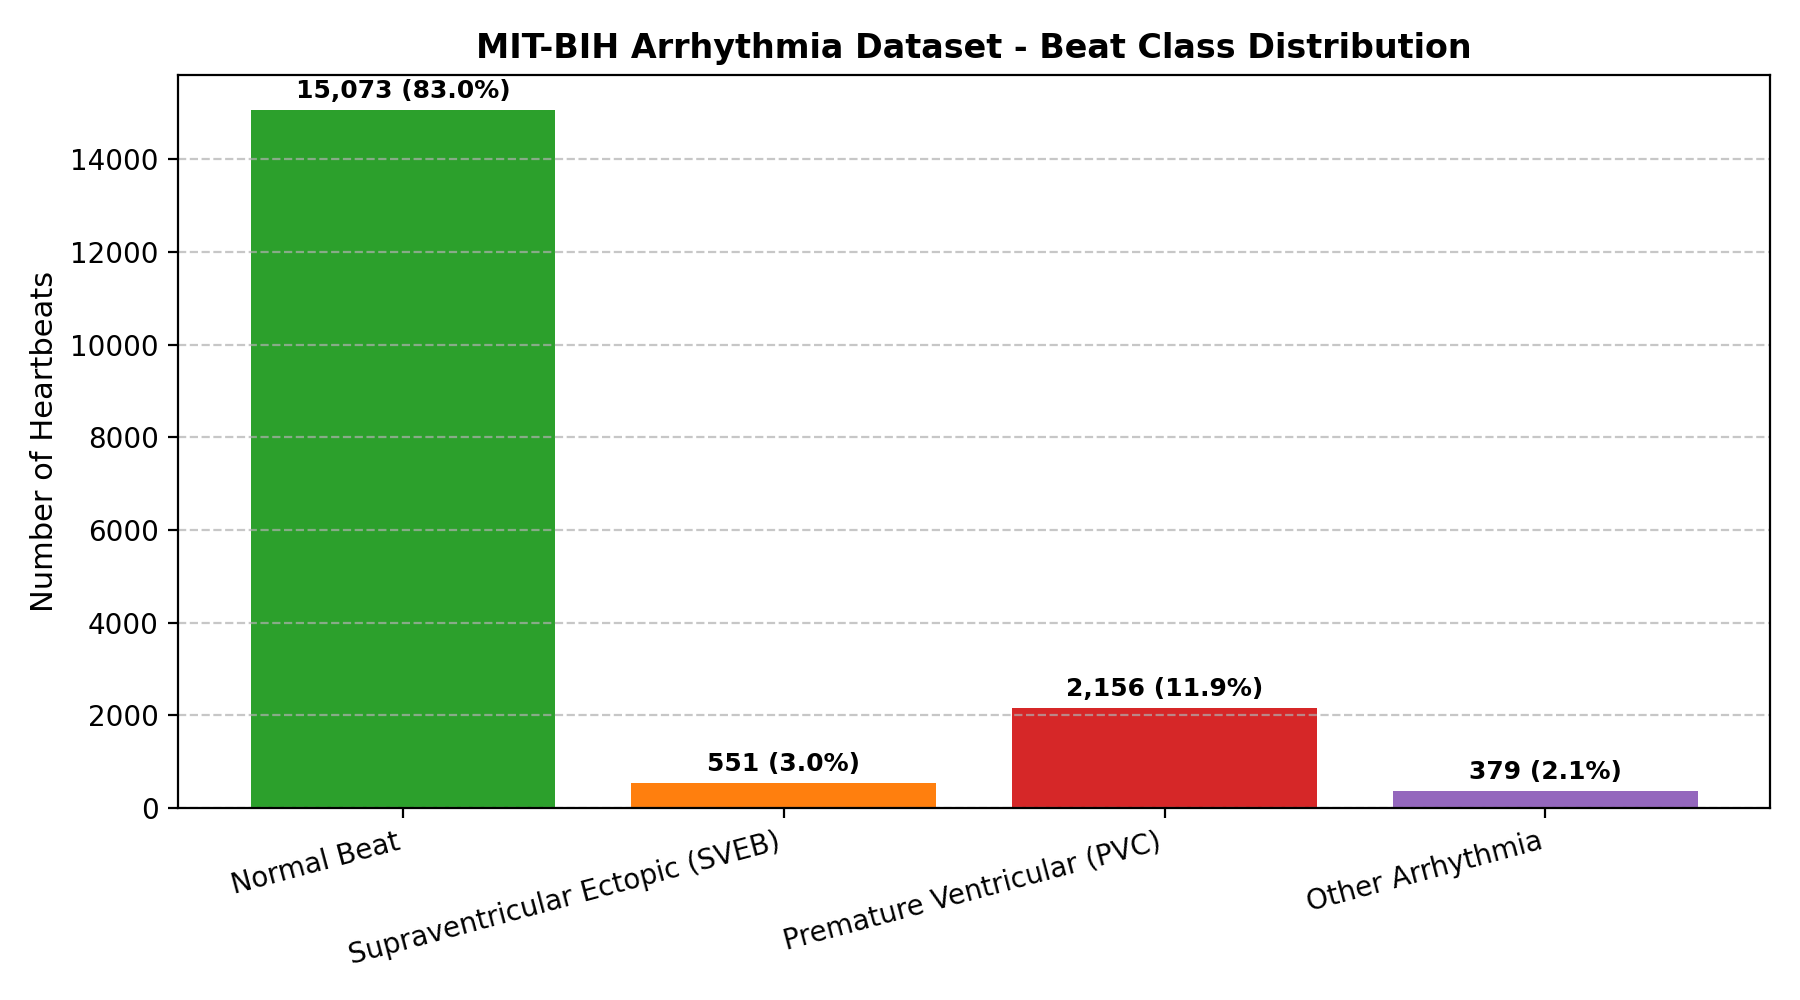 MIT-BIH Arrhythmia Dataset - Beat Class Distribution
15,073 (83.0%)
14000
12000
10000
8000
6000
4000
2000
0
Number of Heartbeats
551 (3.0%)
2,156 (11.9%)
379 (2.1%)
Normal Beat
Supraventricular Ectopic (SVEB)
Premature Ventricular (PVC)
Other Arrhythmia